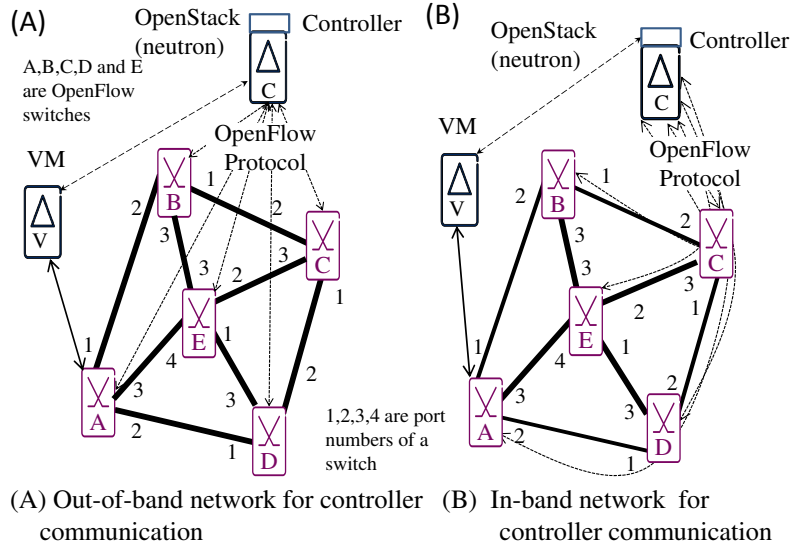 (A)
OpenStack
(neutron)
Controller
A,B,C,D and E
are OpenFlow
switches
C
OpenFlow
Protocol
VM
V
B
2
1
3
2
C
3
1
3
2
E
4
1
1
A
3
2
2
3
1
D
1,2,3,4 are port
numbers of a
switch
(A) Out-of-band network for controller
communication
(B)
OpenStack
(neutron)
Controller
C
OpenFlow
Protocol
VM
V
B
2
1
3
2
C
3
1
3
2
E
4
1
1
A
3
2
2
3
1
D
(B) In-band network for
controller communication